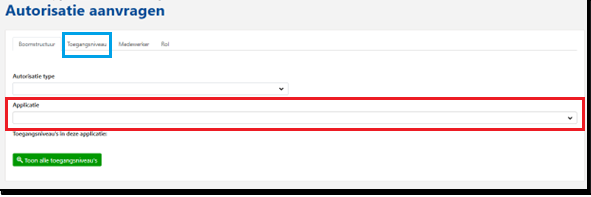 Autorisatie aanvragen
Boomstructuur Toegangsniveau Medewerker Rol
Autorisatie type
Applicatie
Toegangsniveau's in deze applicatie:
Toon alle toegangsniveau's